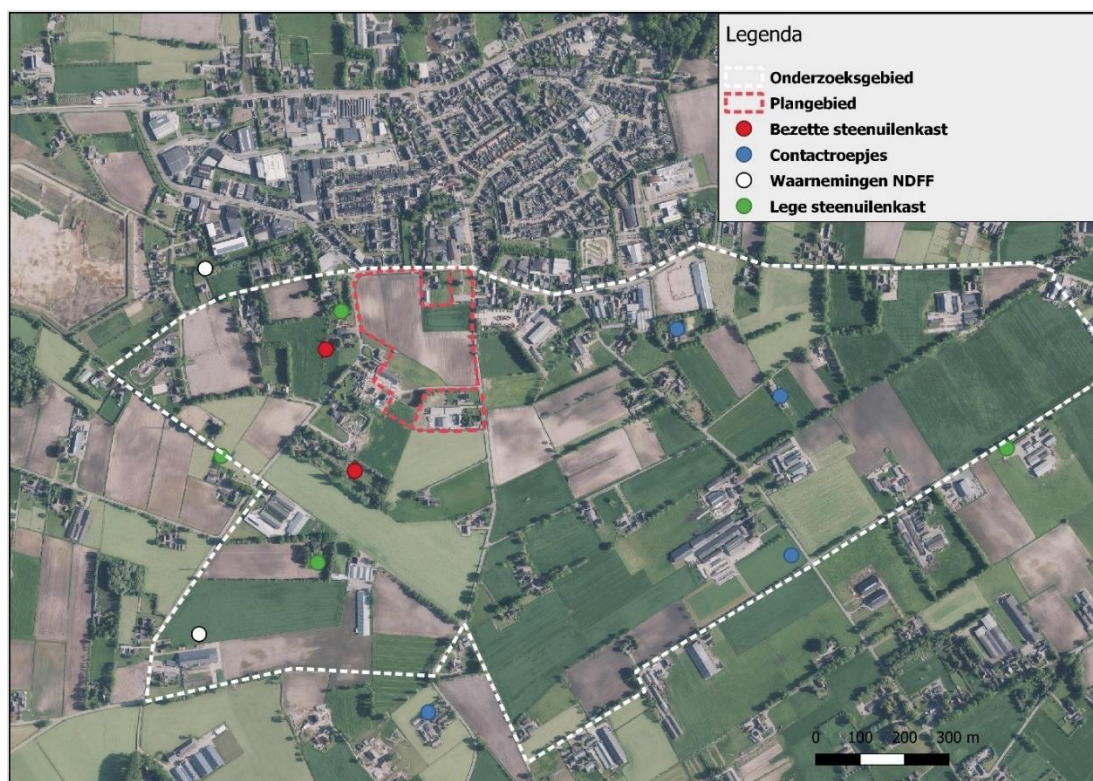 Legenda
Onderzoeksgebied
Plangebied
Bezette steenuilenkast
Contactroepjes
Waarnemingen NDFF
Lege steenuilenkast
0 100 200 300 m